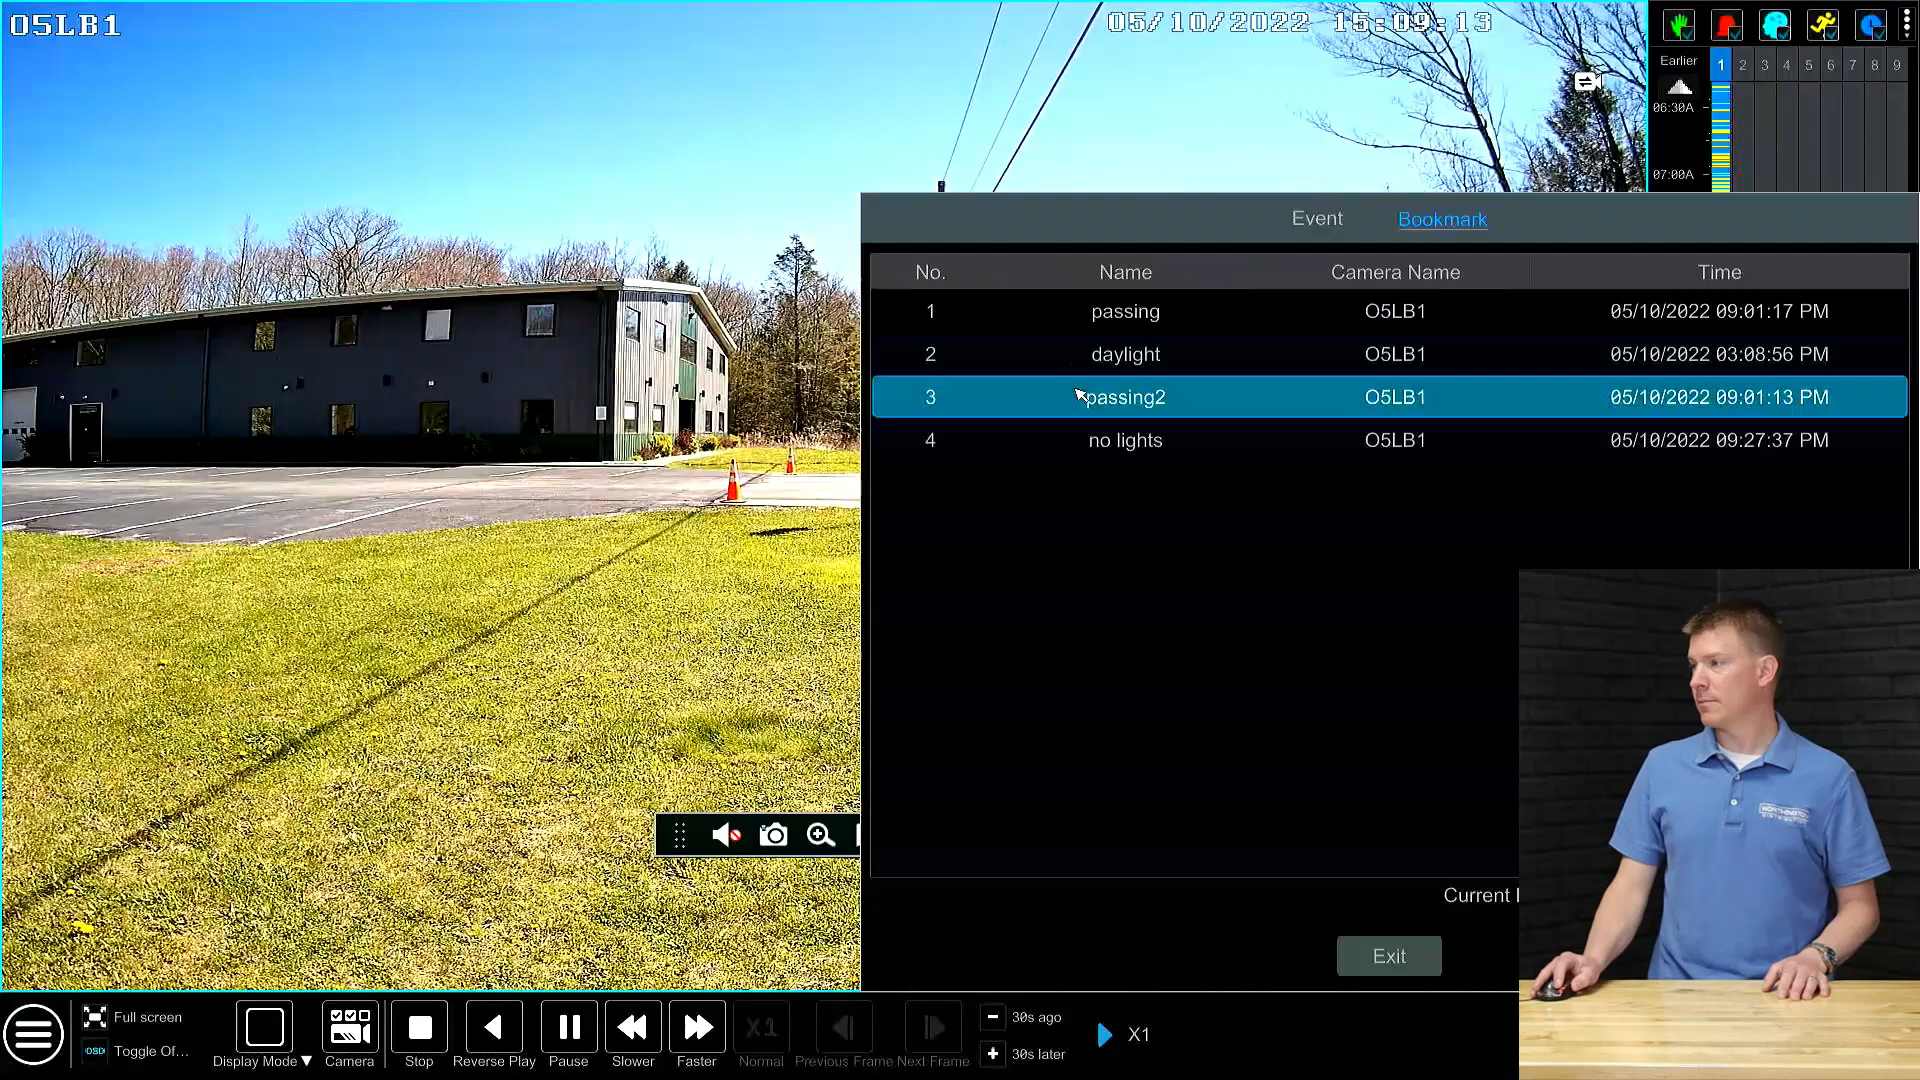 O5LB1
05/10/2022 15:09:13
Earlier 1 2 3 4 5 6 7 8 9
06:30A
07:00A
Event Bookmark
No. Name Camera Name Time
1 passing O5LB1 05/10/2022 09:01:17 PM
2 daylight O5LB1 05/10/2022 03:08:56 PM
3 passing2 O5LB1 05/10/2022 09:01:13 PM
4 no lights O5LB1 05/10/2022 09:27:37 PM
Current
Exit
WORTHINGTON
DISTRIBUTION
Full screen
OSD Toggle Of...
Display Mode ▼
Camera
Stop
Reverse Play
Pause
Slower
Faster
X1
Normal
Previous Frame
Next Frame
30s ago
30s later
X1